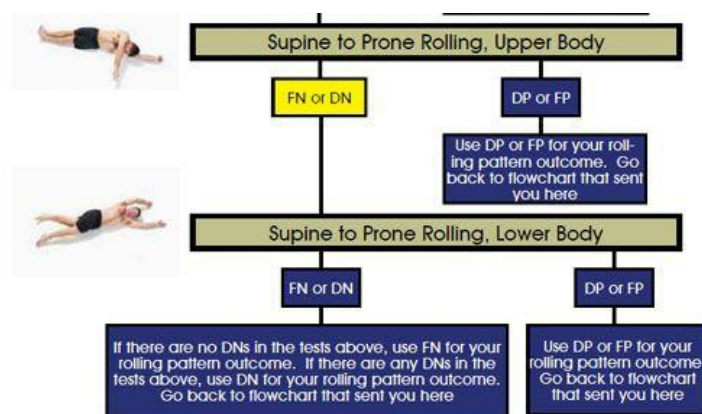 Supine to Prone Rolling, Upper Body
FN or DN
DP or FP
Use DP or FP for your roll-
ing pattern outcome. Go
back to flowchart that sent
you here
Supine to Prone Rolling, Lower Body
FN or DN
DP or FP
If there are no DNs in the tests above, use FN for your
rolling pattern outcome. If there are any DNs in the
tests above, use DN for your rolling pattern outcome.
Go back to flowchart that sent you here
Use DP or FP for your
rolling pattern outcome
Go back to flowchart
that sent you here